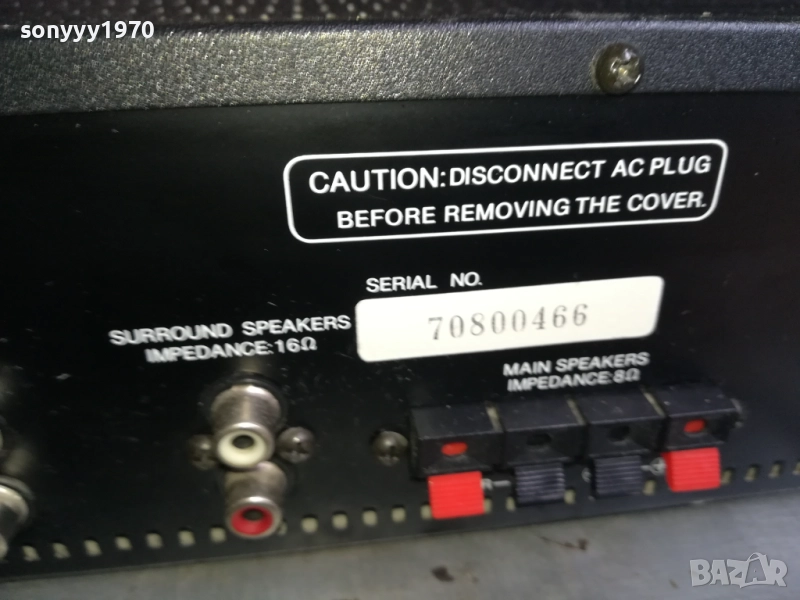 sonyyy1970
CAUTION: DISCONNECT AC PLUG
BEFORE REMOVING THE COVER.
SERIAL NO.
70800466
SURROUND SPEAKERS
IMPEDANCE:16Ω
MAIN SPEAKERS
IMPEDANCE:8Ω
R
BAZAR